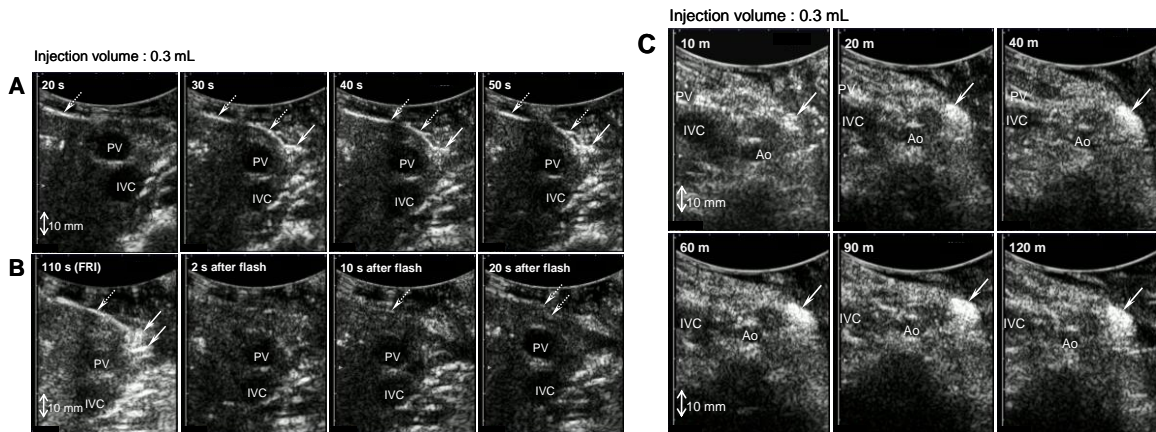 Injection volume : 0.3 mL
A
20 s
PV
IVC
10 mm
30 s
PV
IVC
40 s
PV
IVC
50 s
PV
IVC
B
110 s (FRI)
PV
IVC
10 mm
2 s after flash
PV
IVC
10 s after flash
PV
IVC
20 s after flash
PV
IVC
Injection volume : 0.3 mL
C
10 m
PV
IVC
Ao
10 mm
20 m
PV
IVC
Ao
40 m
PV
IVC
Ao
60 m
IVC
Ao
10 mm
90 m
IVC
Ao
120 m
IVC
Ao